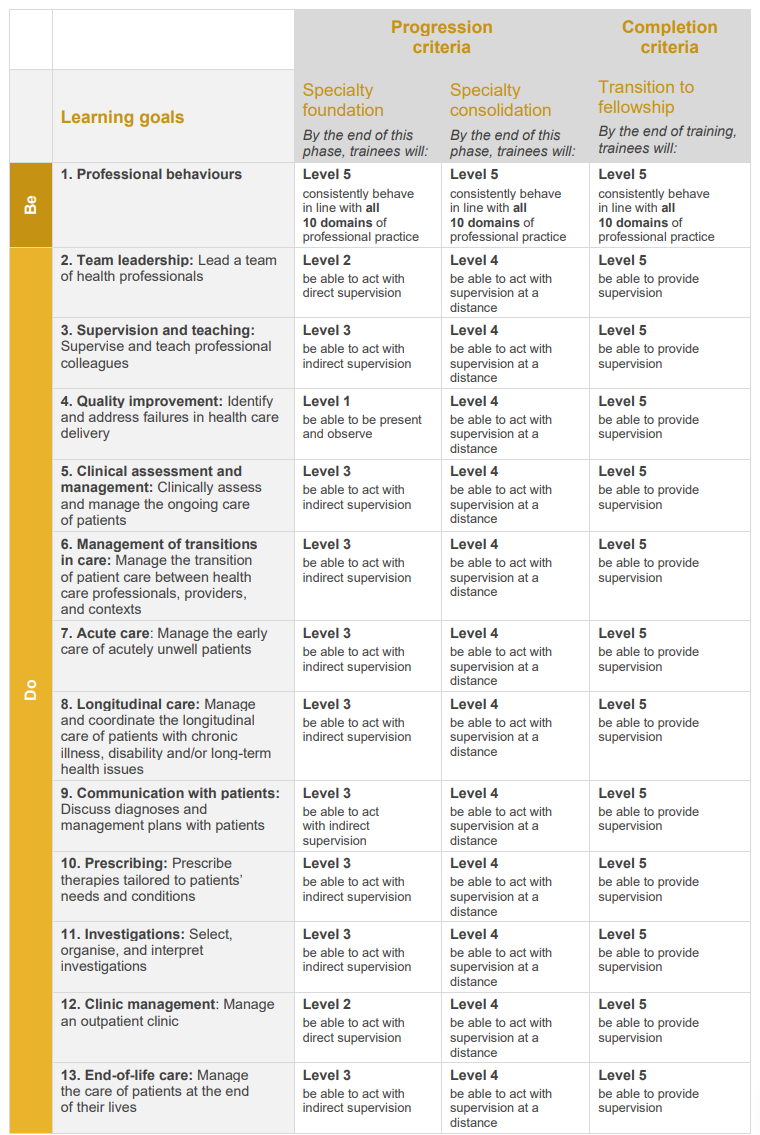 Progression
criteria
Completion
criteria
Learning goals
Specialty
foundation
By the end of this
phase, trainees will:
Specialty
consolidation
By the end of this
phase, trainees will:
Transition to
fellowship
By the end of training,
trainees will:
Be
1. Professional behaviours
Level 5
consistently behave
in line with all
10 domains of
professional practice
Level 5
consistently behave
in line with all
10 domains of
professional practice
Level 5
consistently behave
in line with all
10 domains of
professional practice
Do
2. Team leadership: Lead a team
of health professionals
Level 2
be able to act with
direct supervision
Level 4
be able to act with
supervision at a
distance
Level 5
be able to provide
supervision
3. Supervision and teaching:
Supervise and teach professional
colleagues
Level 3
be able to act with
indirect supervision
Level 4
be able to act with
supervision at a
distance
Level 5
be able to provide
supervision
4. Quality improvement: Identify
and address failures in health care
delivery
Level 1
be able to be present
and observe
Level 4
be able to act with
supervision at a
distance
Level 5
be able to provide
supervision
5. Clinical assessment and
management: Clinically assess
and manage the ongoing care
of patients
Level 3
be able to act with
indirect supervision
Level 4
be able to act with
supervision at a
distance
Level 5
be able to provide
supervision
6. Management of transitions
in care: Manage the transition
of patient care between health
care professionals, providers,
and contexts
Level 3
be able to act with
indirect supervision
Level 4
be able to act with
supervision at a
distance
Level 5
be able to provide
supervision
7. Acute care: Manage the early
care of acutely unwell patients
Level 3
be able to act with
indirect supervision
Level 4
be able to act with
supervision at a
distance
Level 5
be able to provide
supervision
8. Longitudinal care: Manage
and coordinate the longitudinal
care of patients with chronic
illness, disability and/or long-term
health issues
Level 3
be able to act with
indirect supervision
Level 4
be able to act with
supervision at a
distance
Level 5
be able to provide
supervision
9. Communication with patients:
Discuss diagnoses and
management plans with patients
Level 3
be able to act
with indirect
supervision
Level 4
be able to act with
supervision at a
distance
Level 5
be able to provide
supervision
10. Prescribing: Prescribe
therapies tailored to patients’
needs and conditions
Level 3
be able to act with
indirect supervision
Level 4
be able to act with
supervision at a
distance
Level 5
be able to provide
supervision
11. Investigations: Select,
organise, and interpret
investigations
Level 3
be able to act with
indirect supervision
Level 4
be able to act with
supervision at a
distance
Level 5
be able to provide
supervision
12. Clinic management: Manage
an outpatient clinic
Level 2
be able to act with
direct supervision
Level 4
be able to act with
supervision at a
distance
Level 5
be able to provide
supervision
13. End-of-life care: Manage
the care of patients at the end
of their lives
Level 3
be able to act with
indirect supervision
Level 4
be able to act with
supervision at a
distance
Level 5
be able to provide
supervision